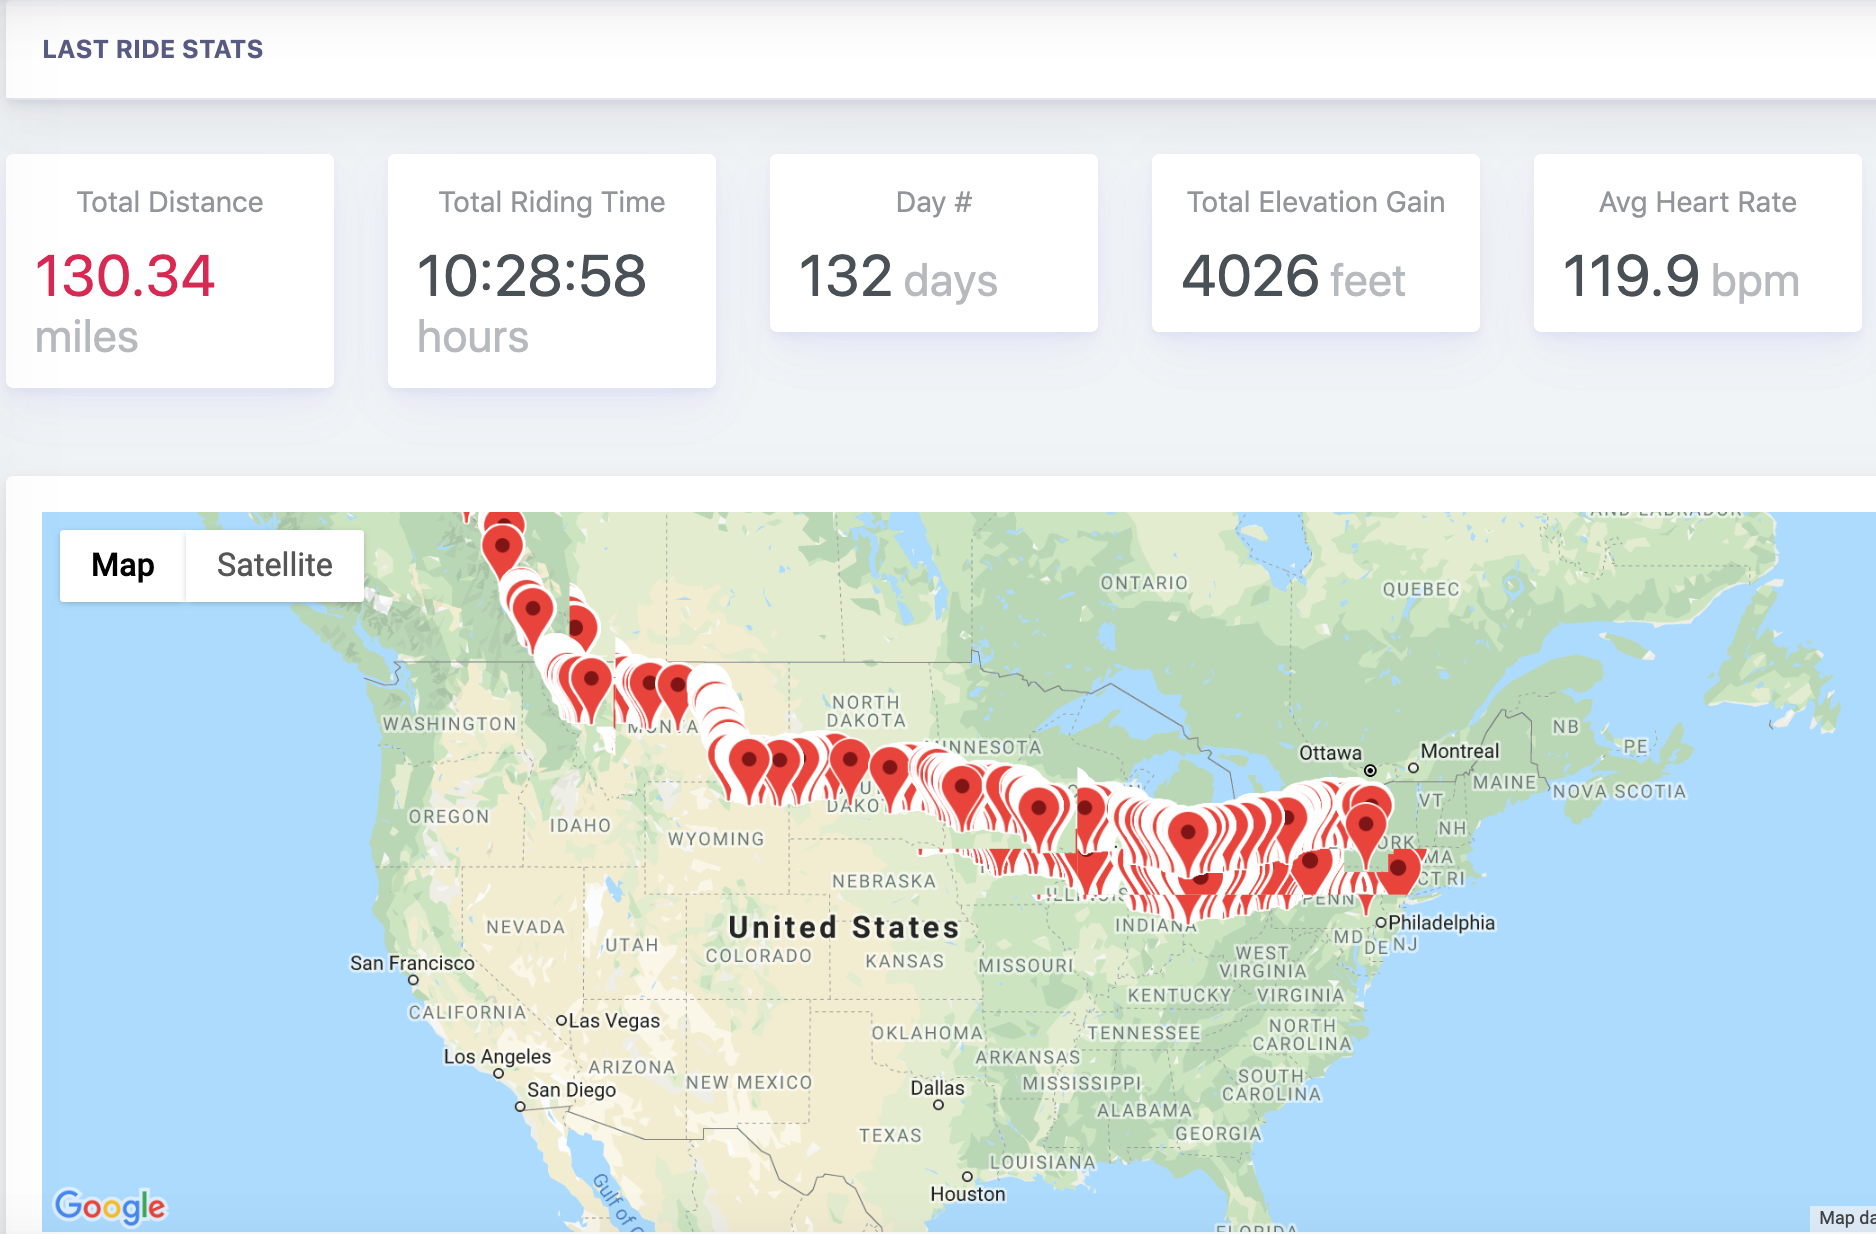 LAST RIDE STATS
Total Distance
130.34
miles
Total Riding Time
10:28:58
hours
Day #
132 days
Total Elevation Gain
4026 feet
Avg Heart Rate
119.9 bpm
Map
Satellite
AND LABRADOR
ONTARIO
QUEBEC
WASHINGTON
NORTH
DAKOTA
NB
PE
Ottawa
Montreal
MAINE
NOVA SCOTIA
OREGON
IDAHO
VT
NH
WYOMING
MA
CT RI
NEBRASKA
ILLINOIS
PENN
United States
NEVADA
UTAH
COLORADO
KANSAS
MISSOURI
INDIANA
Philadelphia
MD
DE
NJ
WEST
VIRGINIA
San Francisco
KENTUCKY
VIRGINIA
CALIFORNIA
Las Vegas
OKLAHOMA
TENNESSEE
NORTH
CAROLINA
Los Angeles
ARIZONA
NEW MEXICO
ARKANSAS
San Diego
Dallas
MISSISSIPPI
SOUTH
CAROLINA
ALABAMA
TEXAS
GEORGIA
LOUISIANA
Houston
Gulf of
Google
FLORIDA
Map da